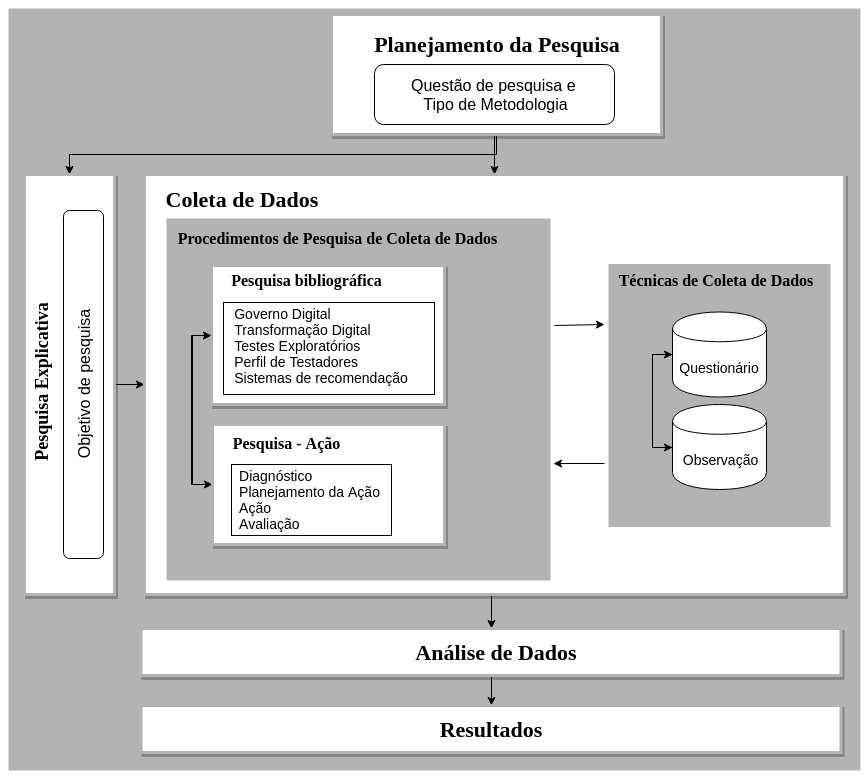 Planejamento da Pesquisa
Questão de pesquisa e
Tipo de Metodologia
Pesquisa Explicativa
Objetivo de pesquisa
Coleta de Dados
Procedimentos de Pesquisa de Coleta de Dados
Pesquisa bibliográfica
Governo Digital
Transformação Digital
Testes Exploratórios
Perfil de Testadores
Sistemas de recomendação
Pesquisa - Ação
Diagnóstico
Planejamento da Ação
Ação
Avaliação
Técnicas de Coleta de Dados
Questionário
Observação
Análise de Dados
Resultados